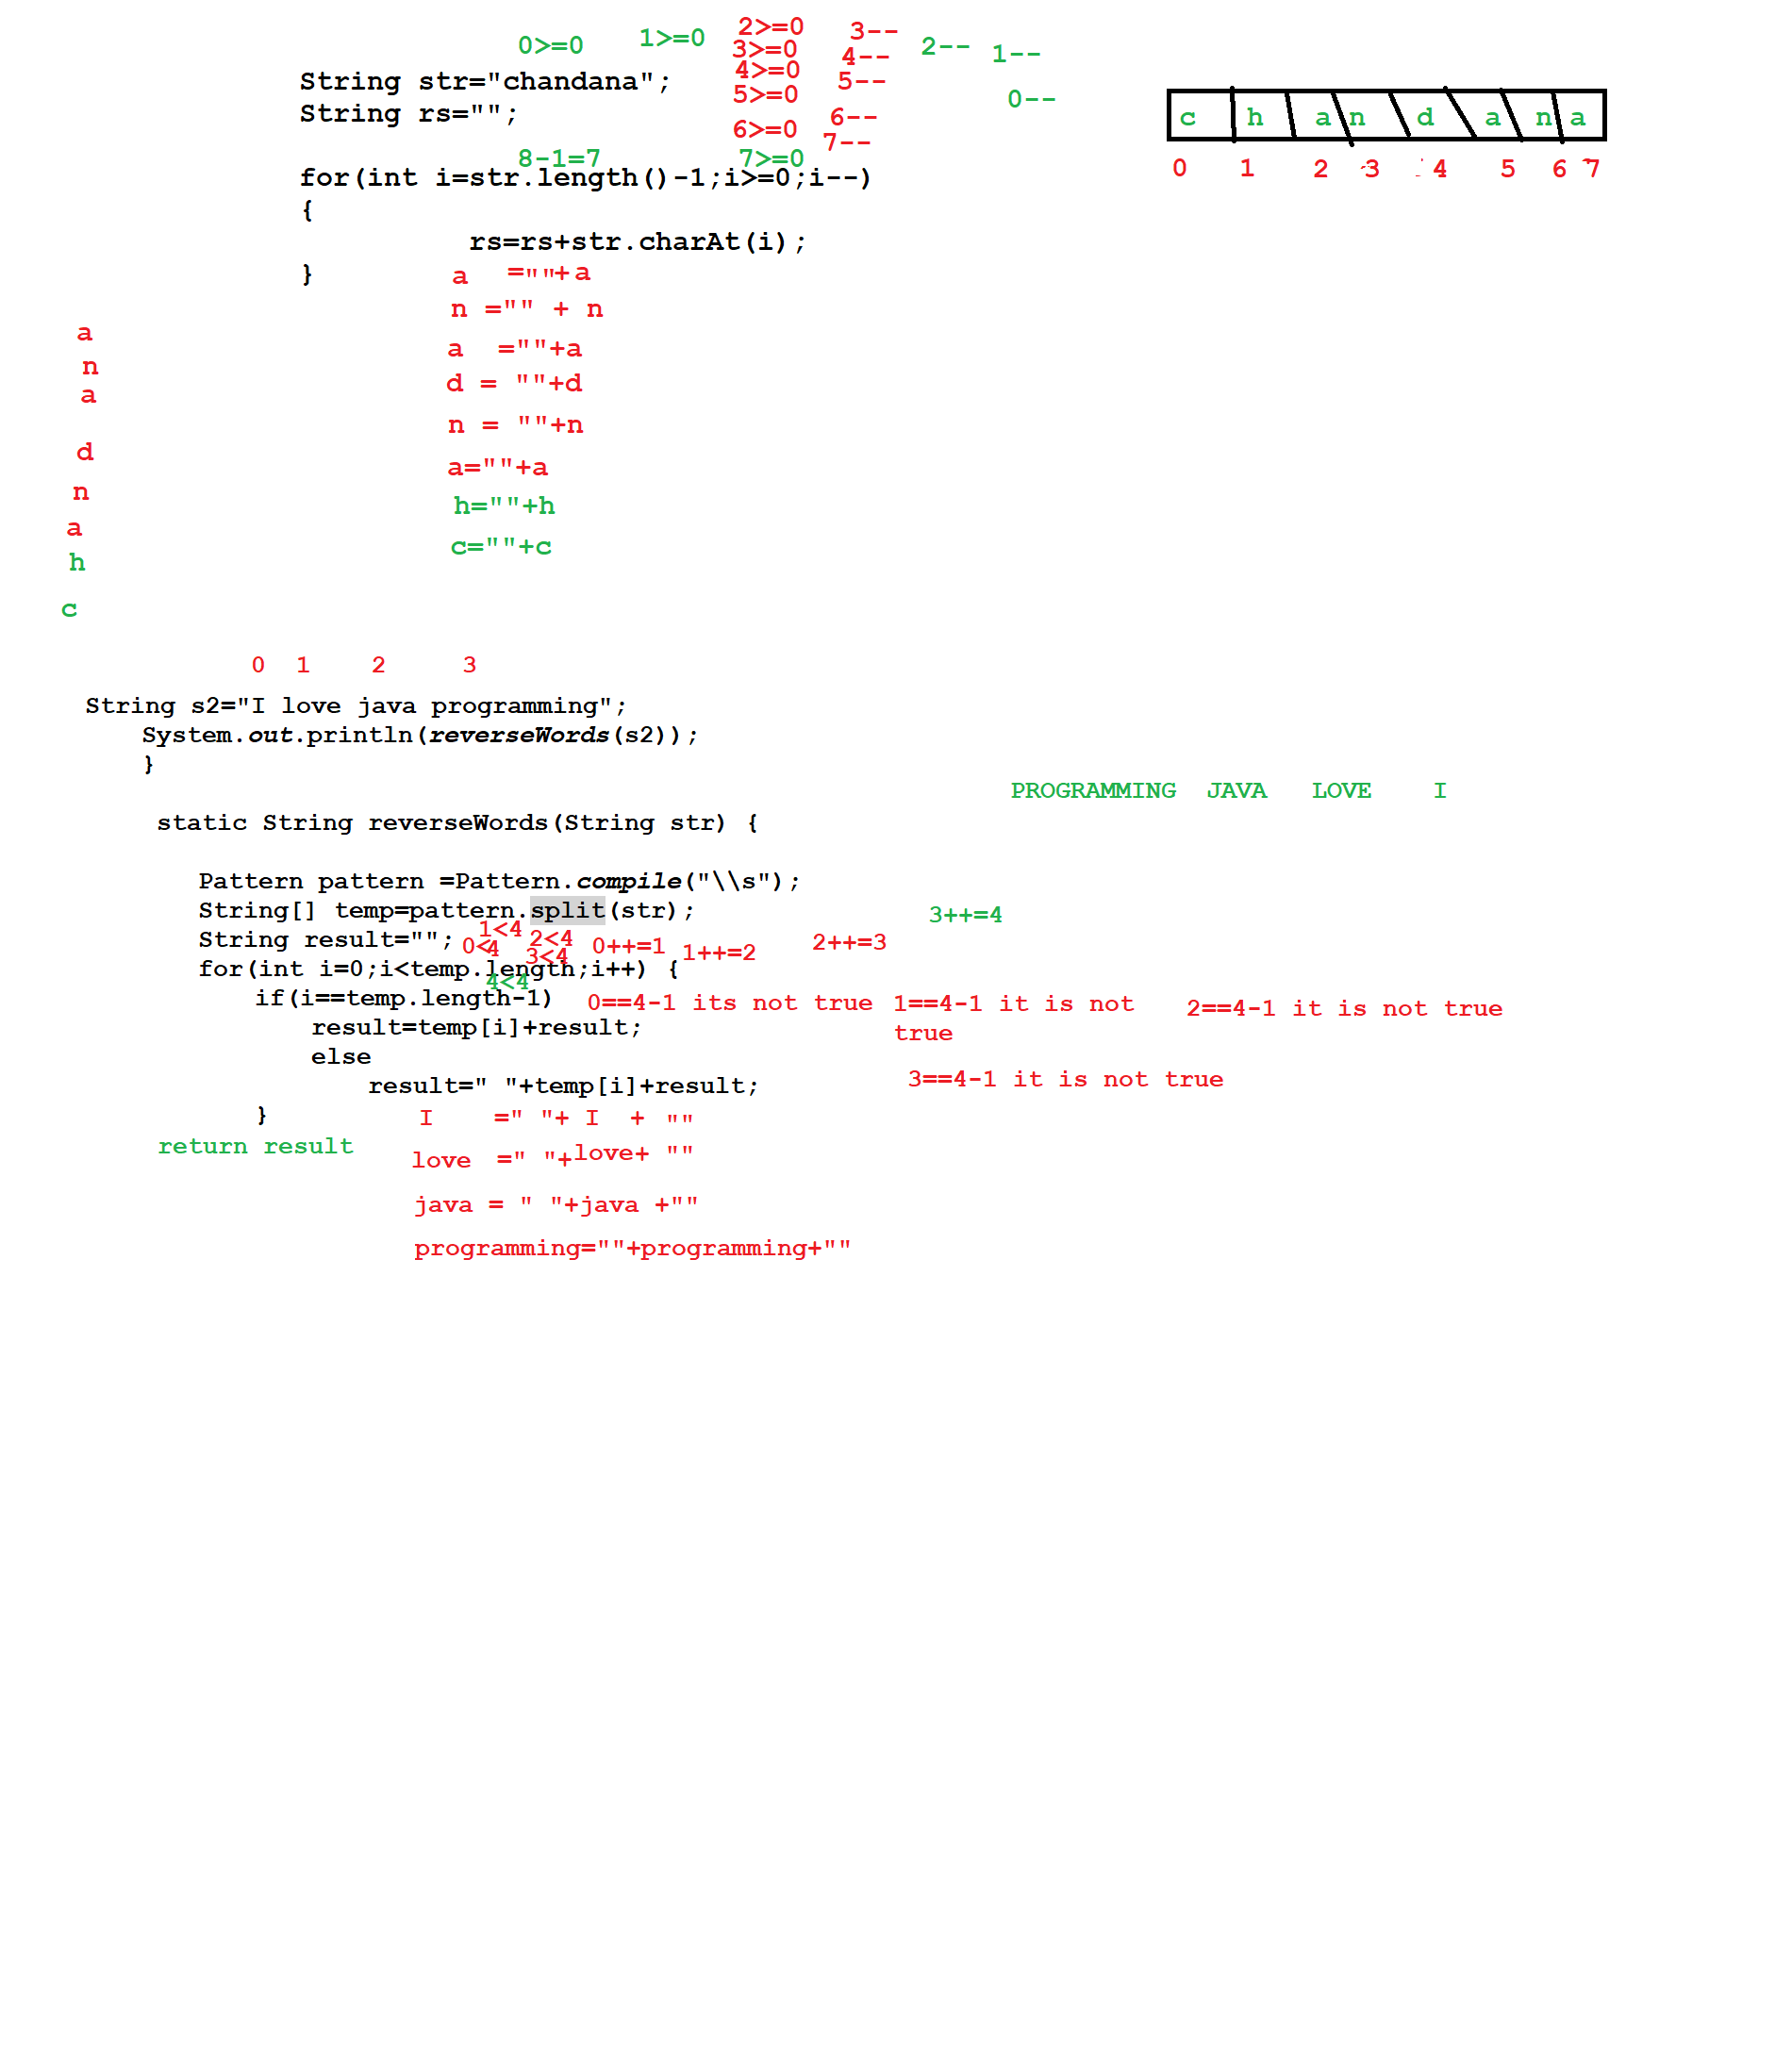 0>=0 1>=0 2>=0 3--
3>=0 4-- 2-- 1--
4>=0
String str="chandana"; 5>=0 5-- 0--
String rs=""; 6>=0 6-- c h a n d a n a
7--
8-1=7 7>=0 0 1 2 3 4 5 6 7
for(int i=str.length()-1;i>=0;i--)
{
rs=rs+str.charAt(i);
}
a =""+a
n ="" + n
a =""+a
d = ""+d
n = ""+n
a=""+a
h=""+h
c=""+c
a
n
a
d
n
a
h
c
0 1 2 3
String s2="I love java programming";
System.out.println(reverseWords(s2));
}
PROGRAMMING JAVA LOVE I
static String reverseWords(String str) {
Pattern pattern =Pattern.compile("\\s");
String[] temp=pattern.split(str); 3++=4
1<4 2<4
String result=""; 0<4 3<4 0++=1 1++=2 2++=3
for(int i=0;i<temp.length;i++) {
4<4
if(i==temp.length-1) 0==4-1 its not true 1==4-1 it is not true 2==4-1 it is not true
result=temp[i]+result;
else
result=" "+temp[i]+result; 3==4-1 it is not true
}
I =" "+ I + ""
return result
love =" "+love+ ""
java = " "+java +""
programming=""+programming+""